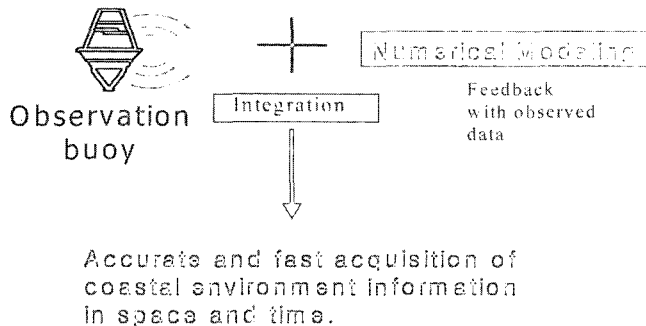 Observation
buoy
Integration
Numerical Modeling
Feedback
with observed
data
Accurate and fast acquisition of
coastal environment information
in space and time.